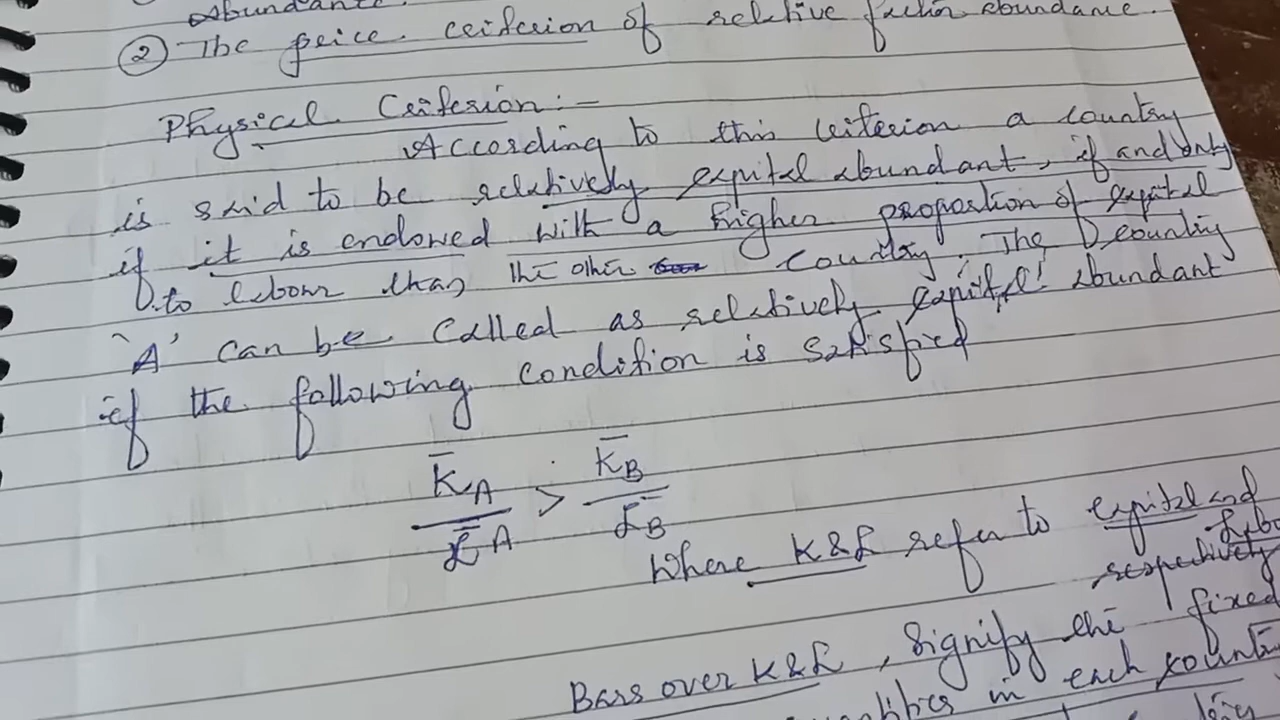 abundance.
② The price criterion of relative factor abundance.
Physical Criterion :-
According to this criterion a country
is said to be relatively capital abundant, if and only
if it is endowed with a higher proportion of capital
to labour than the other country. The country
'A' can be called as relatively capital abundant
if the following condition is satisfied
K̄A / L̄A > K̄B / L̄B
Where K & L refer to capital and
respectively
Bars over K & L, signify the fixed
in each